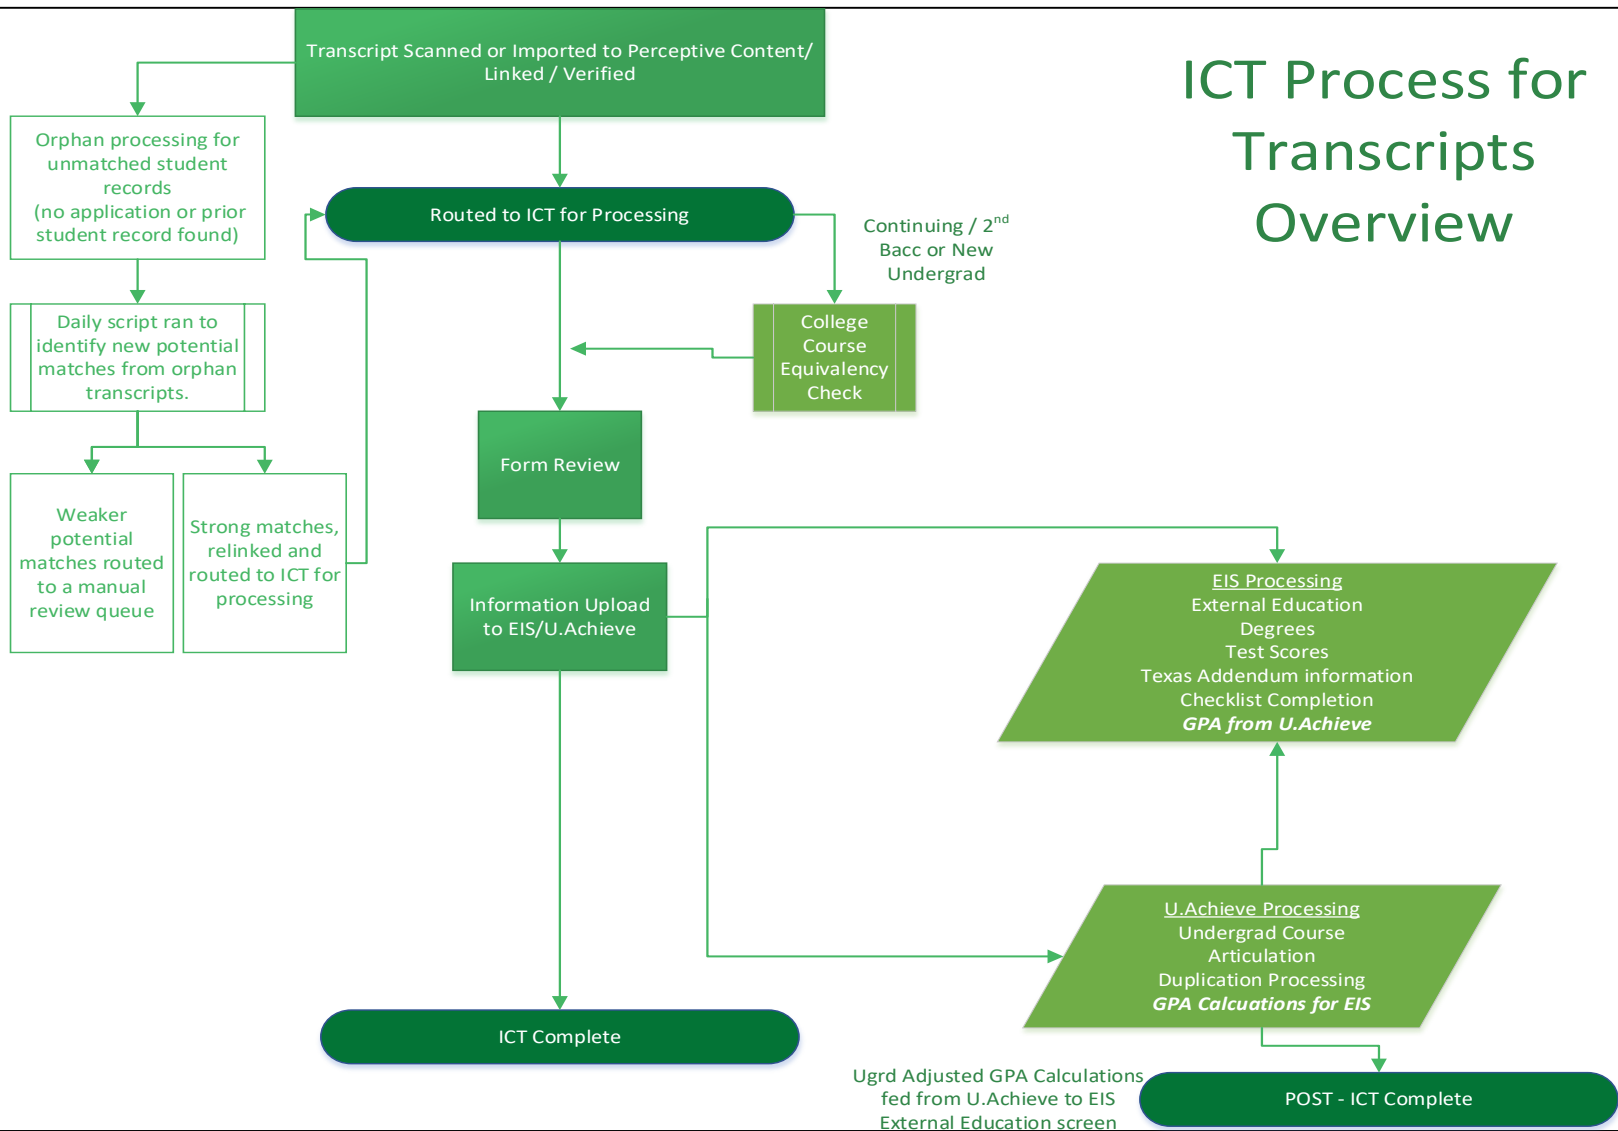 Transcript Scanned or Imported to Perceptive Content/
Linked / Verified
ICT Process for
Transcripts
Overview
Orphan processing for
unmatched student
records
(no application or prior
student record found)
Routed to ICT for Processing
Continuing / 2nd
Bacc or New
Undergrad
Daily script ran to
identify new potential
matches from orphan
transcripts.
College
Course
Equivalency
Check
Form Review
Weaker
potential
matches routed
to a manual
review queue
Strong matches,
relinked and
routed to ICT for
processing
Information Upload
to EIS/U.Achieve
EIS Processing
External Education
Degrees
Test Scores
Texas Addendum information
Checklist Completion
GPA from U.Achieve
U.Achieve Processing
Undergrad Course
Articulation
Duplication Processing
GPA Calcuations for EIS
ICT Complete
Ugrd Adjusted GPA Calculations
fed from U.Achieve to EIS
External Education screen
POST - ICT Complete